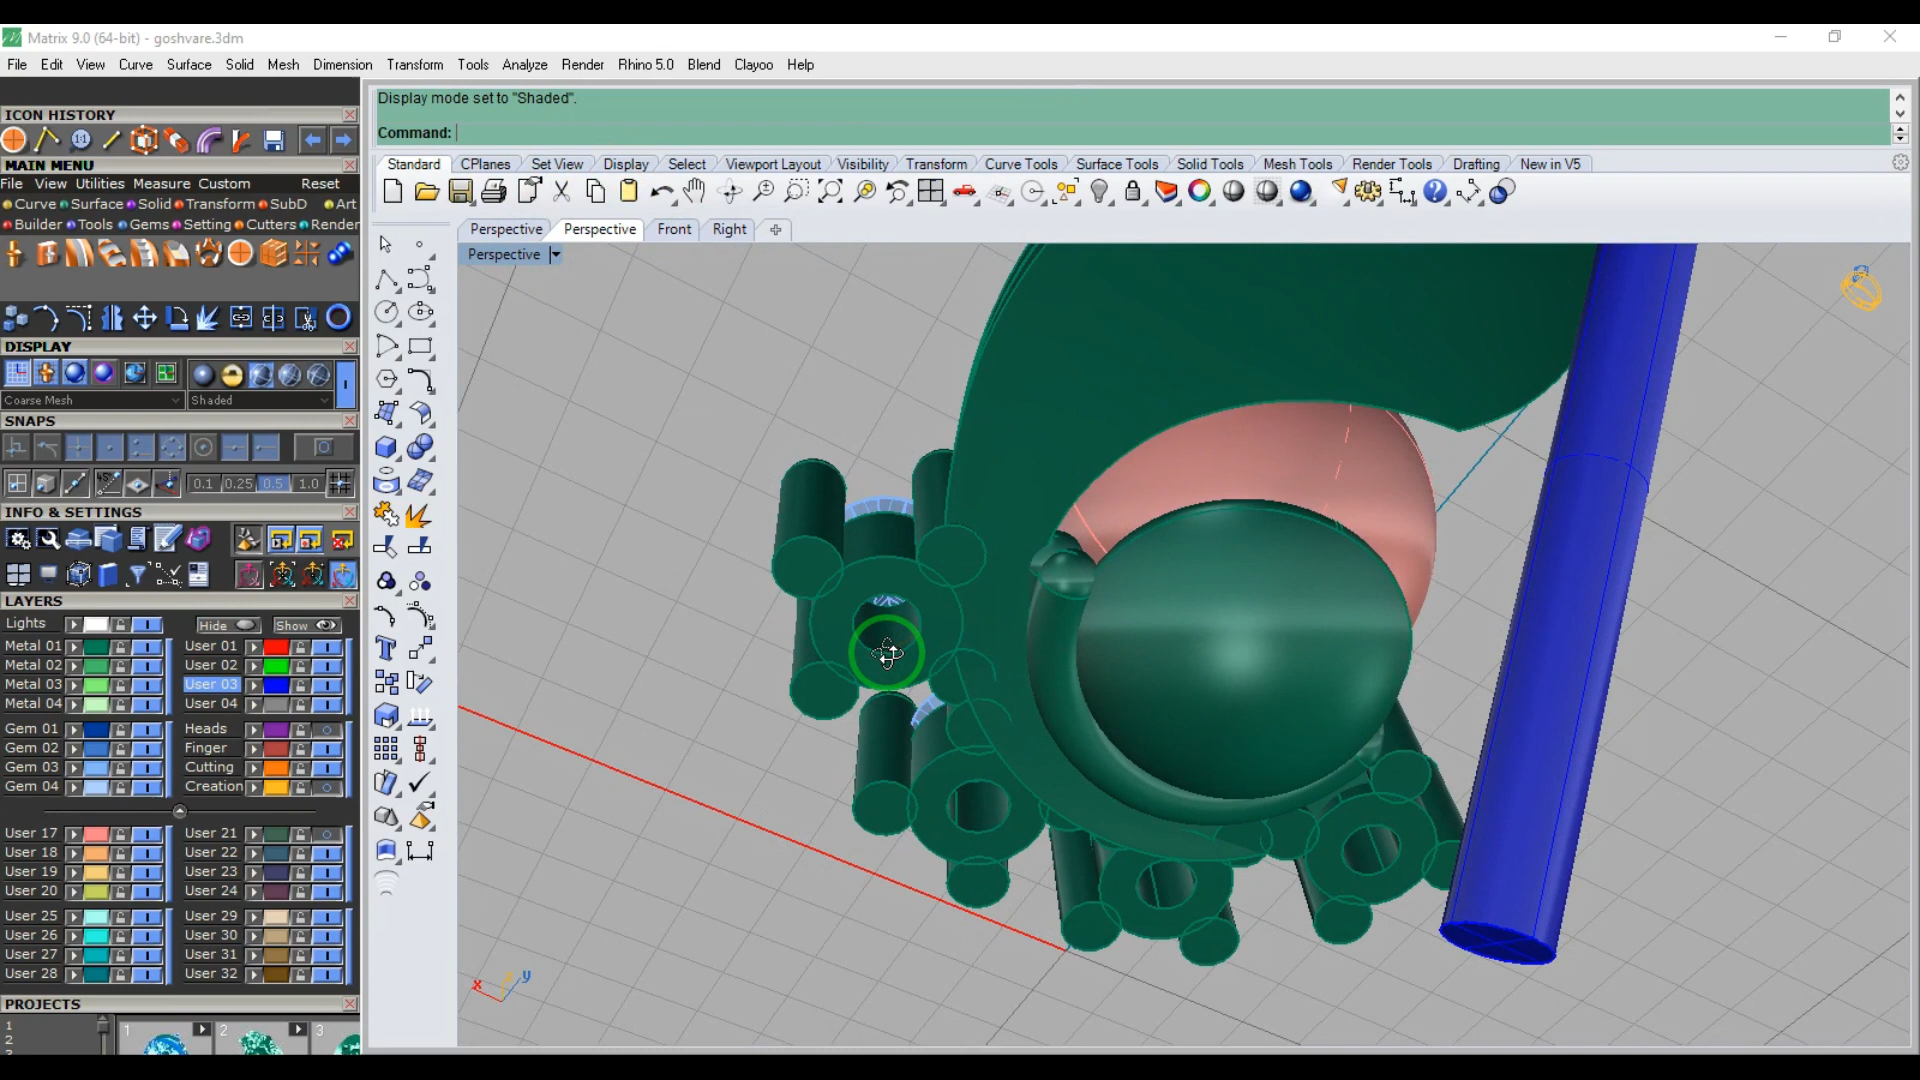 Matrix 9.0 (64-bit) - goshvare.3dm
File Edit View Curve Surface Solid Mesh Dimension Transform Tools Analyze Render Rhino 5.0 Blend Clayoo Help
ICON HISTORY
MAIN MENU
File View Utilities Measure Custom Reset
Curve Surface Solid Transform SubD Art
Builder Tools Gems Setting Cutters Render
DISPLAY
Coarse Mesh Shaded
SNAPS
0.1 0.25 0.5 1.0
INFO & SETTINGS
LAYERS
Lights Hide Show
Metal 01 User 01
Metal 02 User 02
Metal 03 User 03
Metal 04 User 04
Gem 01 Heads
Gem 02 Finger
Gem 03 Cutting
Gem 04 Creation
User 17 User 21
User 18 User 22
User 19 User 23
User 20 User 24
User 25 User 29
User 26 User 30
User 27 User 31
User 28 User 32
PROJECTS
1
2
1 2 3
Display mode set to "Shaded".
Command:
Standard CPlanes Set View Display Select Viewport Layout Visibility Transform Curve Tools Surface Tools Solid Tools Mesh Tools Render Tools Drafting New in V5
Perspective Perspective Front Right
Perspective
x y